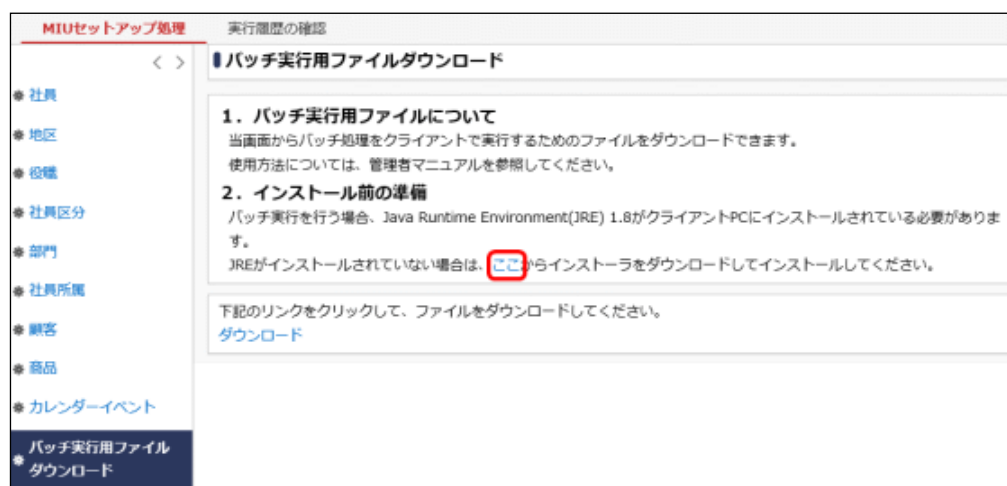 MIUセットアップ処理
実行履歴の確認
バッチ実行用ファイルダウンロード
社員
地区
役職
社員区分
部門
社員所属
顧客
商品
カレンダーイベント
バッチ実行用ファイル
ダウンロード
1. バッチ実行用ファイルについて
当画面からバッチ処理をクライアントで実行するためのファイルをダウンロードできます。
使用方法については、管理者マニュアルを参照してください。
2. インストール前の準備
バッチ実行を行う場合、Java Runtime Environment(JRE) 1.8がクライアントPCにインストールされている必要がありま
す。
JREがインストールされていない場合は、ここからインストーラをダウンロードしてインストールしてください。
下記のリンクをクリックして、ファイルをダウンロードしてください。
ダウンロード